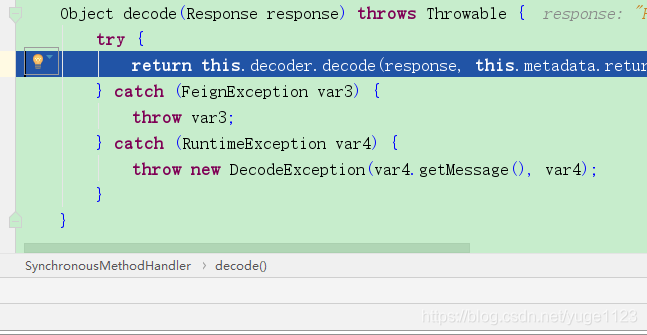 Object decode(Response response) throws Throwable {  response:
try {
return this.decoder.decode(response, this.metadata.retur
} catch (FeignException var3) {
throw var3;
} catch (RuntimeException var4) {
throw new DecodeException(var4.getMessage(), var4);
}
}
SynchronousMethodHandler › decode()
https://blog.csdn.net/yuge1123